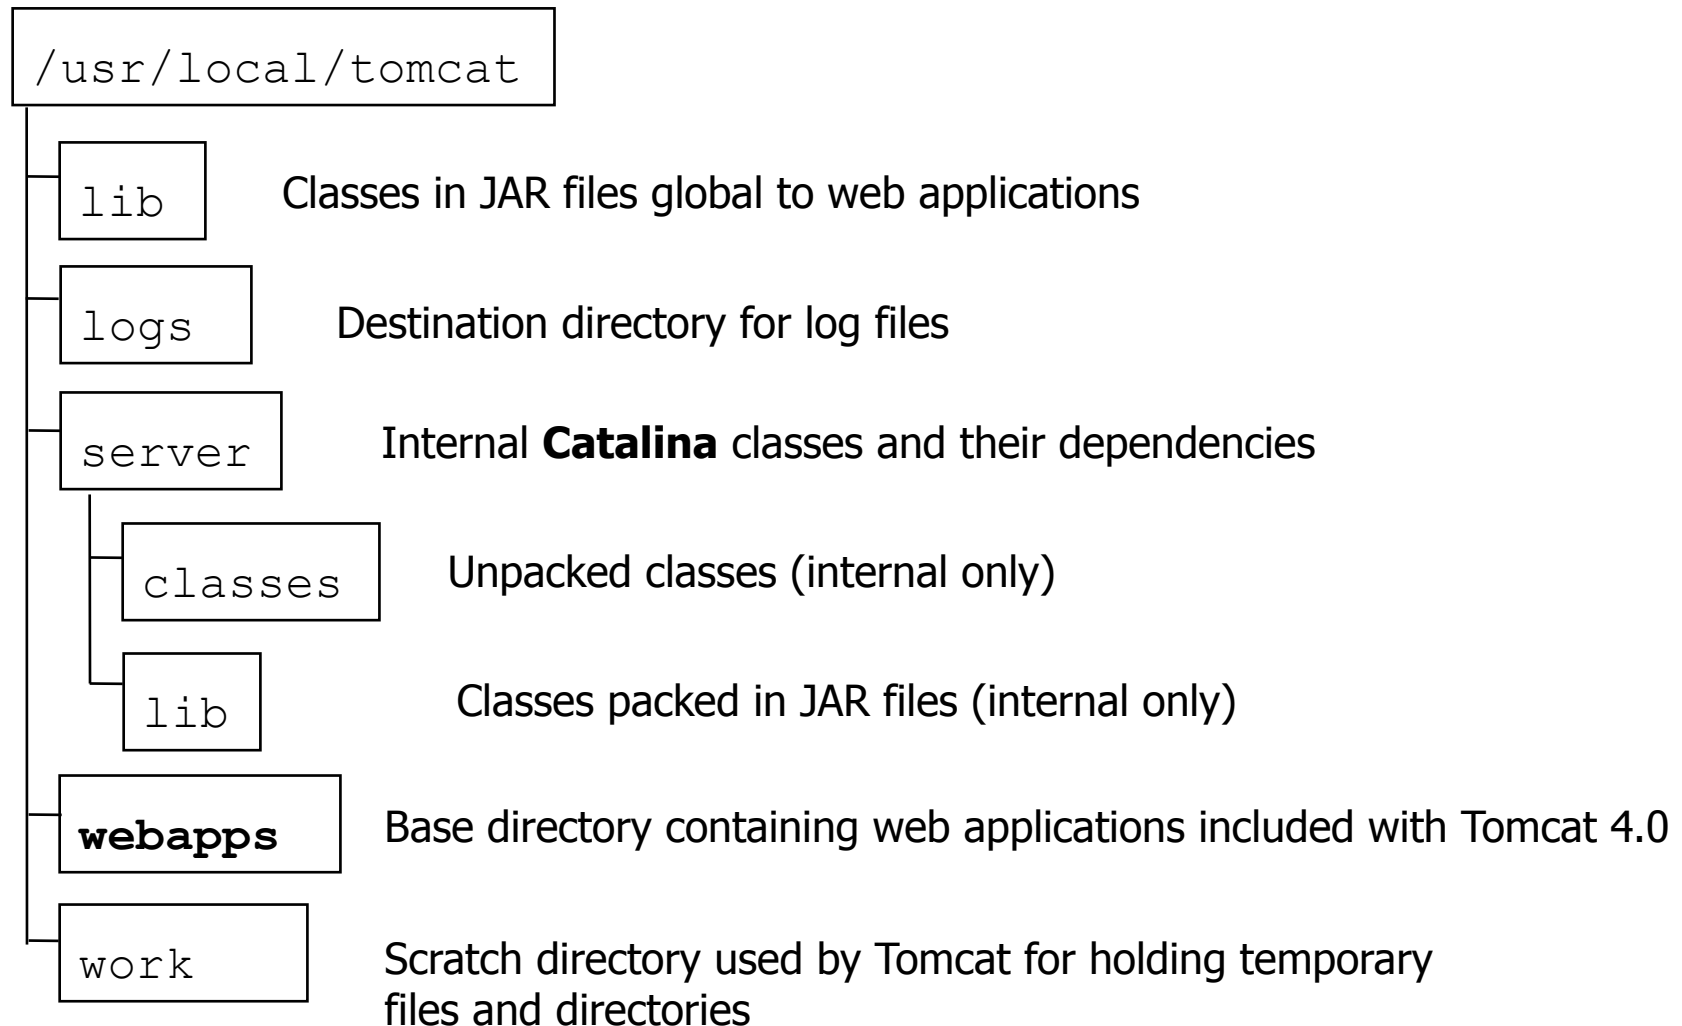 /usr/local/tomcat
lib
Classes in JAR files global to web applications
logs
Destination directory for log files
server
Internal Catalina classes and their dependencies
classes
Unpacked classes (internal only)
lib
Classes packed in JAR files (internal only)
webapps
Base directory containing web applications included with Tomcat 4.0
work
Scratch directory used by Tomcat for holding temporary
files and directories